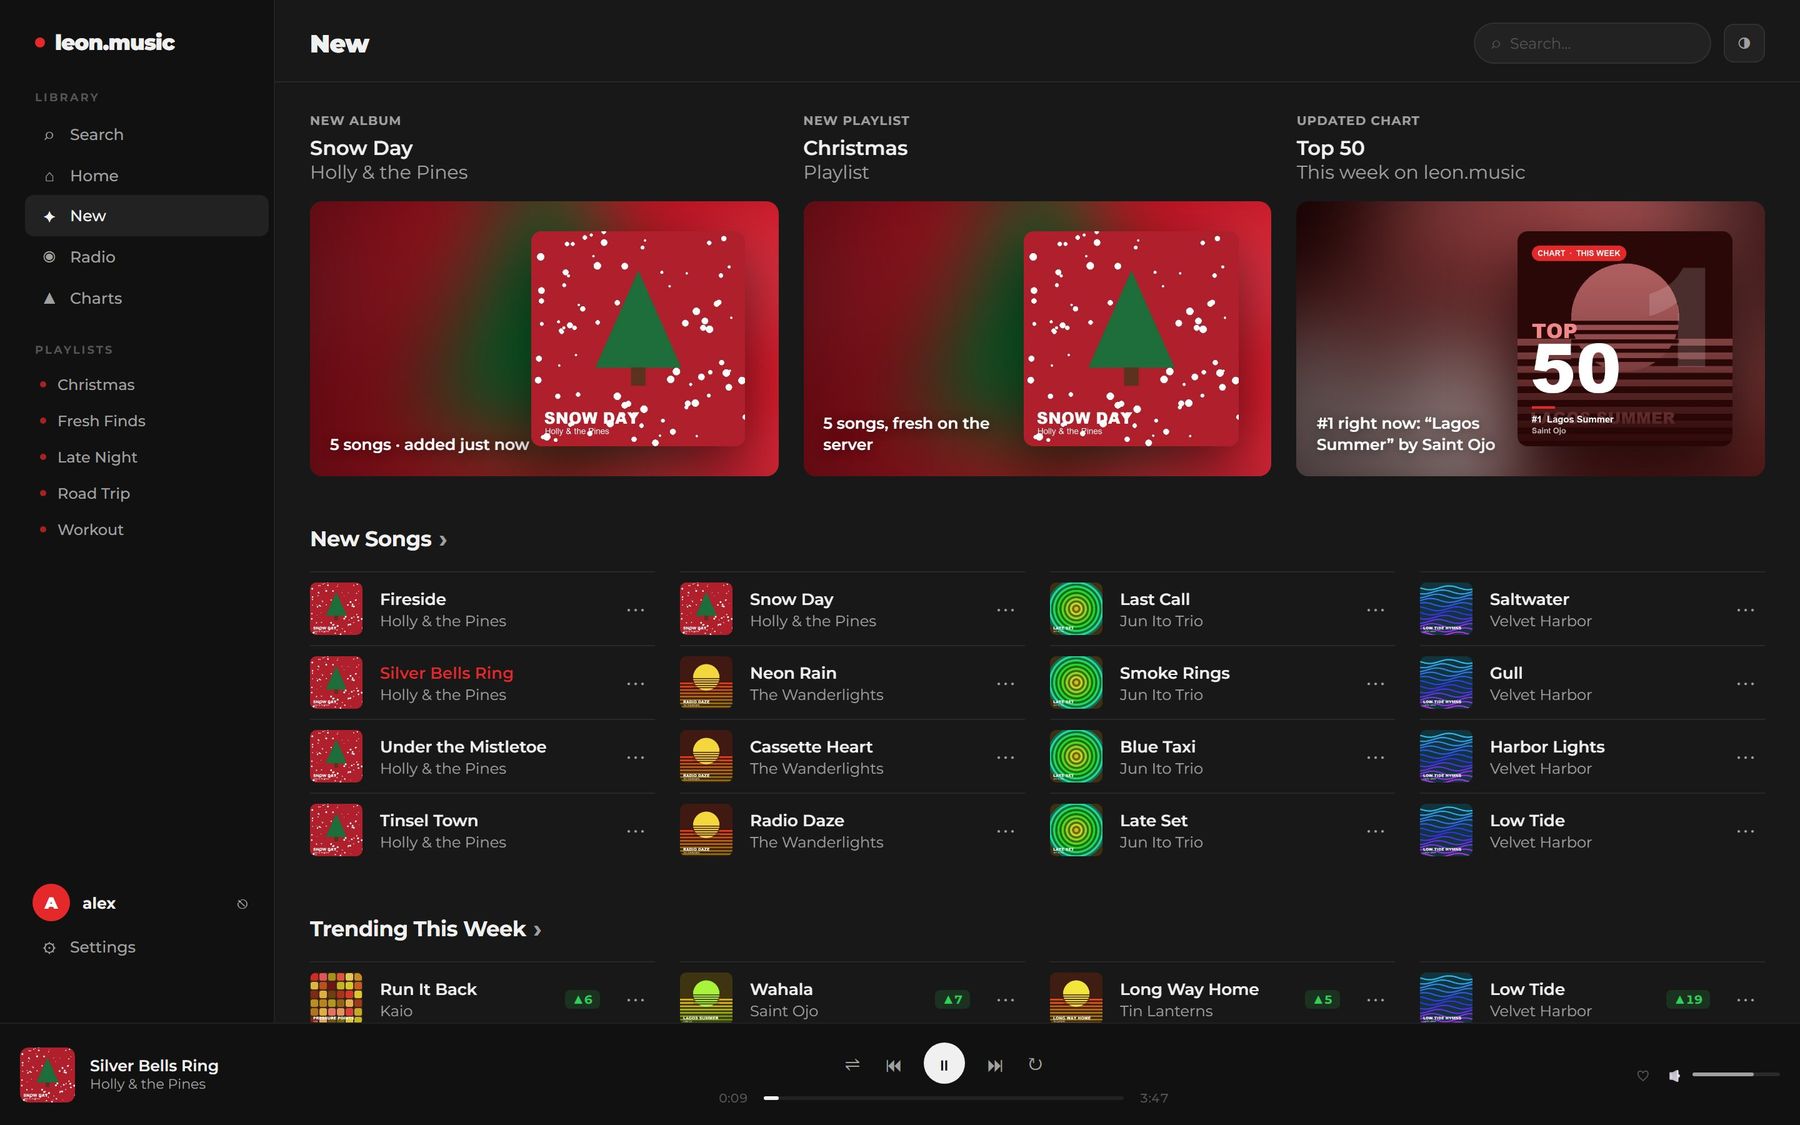 leon.music
LIBRARY
Search
Home
New
Radio
Charts
PLAYLISTS
Christmas
Fresh Finds
Late Night
Road Trip
Workout
A
alex
Settings
New
Search...
NEW ALBUM
Snow Day
Holly & the Pines
5 songs · added just now
SNOW DAY
Holly & the Pines
NEW PLAYLIST
Christmas
Playlist
5 songs, fresh on the
server
SNOW DAY
Holly & the Pines
UPDATED CHART
Top 50
This week on leon.music
#1 right now: “Lagos
Summer” by Saint Ojo
CHART · THIS WEEK
1
TOP
50
LAGOS SUMMER
#1 Lagos Summer
Saint Ojo
New Songs ›
Fireside
Holly & the Pines
Snow Day
Holly & the Pines
Last Call
Jun Ito Trio
Saltwater
Velvet Harbor
Silver Bells Ring
Holly & the Pines
Neon Rain
The Wanderlights
Smoke Rings
Jun Ito Trio
Gull
Velvet Harbor
Under the Mistletoe
Holly & the Pines
Cassette Heart
The Wanderlights
Blue Taxi
Jun Ito Trio
Harbor Lights
Velvet Harbor
Tinsel Town
Holly & the Pines
Radio Daze
The Wanderlights
Late Set
Jun Ito Trio
Low Tide
Velvet Harbor
Trending This Week ›
Run It Back
Kaio
▲6
Wahala
Saint Ojo
▲7
Long Way Home
Tin Lanterns
▲5
Low Tide
Velvet Harbor
▲19
Silver Bells Ring
Holly & the Pines
0:09
3:47